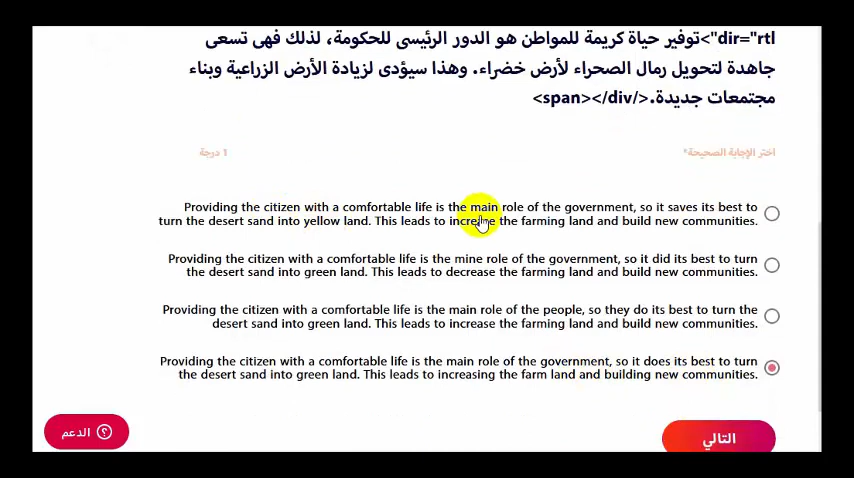 dir="rtl">توفير حياة كريمة للمواطن هو الدور الرئيسى للحكومة، لذلك فهى تسعى
جاهدة لتحويل رمال الصحراء لأرض خضراء. وهذا سيؤدى لزيادة الأرض الزراعية وبناء
مجتمعات جديدة.</span></div>
اختر الإجابة الصحيحة*
1 درجة
Providing the citizen with a comfortable life is the main role of the government, so it saves its best to
turn the desert sand into yellow land. This leads to increase the farming land and build new communities.
Providing the citizen with a comfortable life is the mine role of the government, so it did its best to turn
the desert sand into green land. This leads to decrease the farming land and build new communities.
Providing the citizen with a comfortable life is the main role of the people, so they do its best to turn the
desert sand into green land. This leads to increase the farming land and build new communities.
Providing the citizen with a comfortable life is the main role of the government, so it does its best to turn
the desert sand into green land. This leads to increasing the farm land and building new communities.
الدعم
التالي